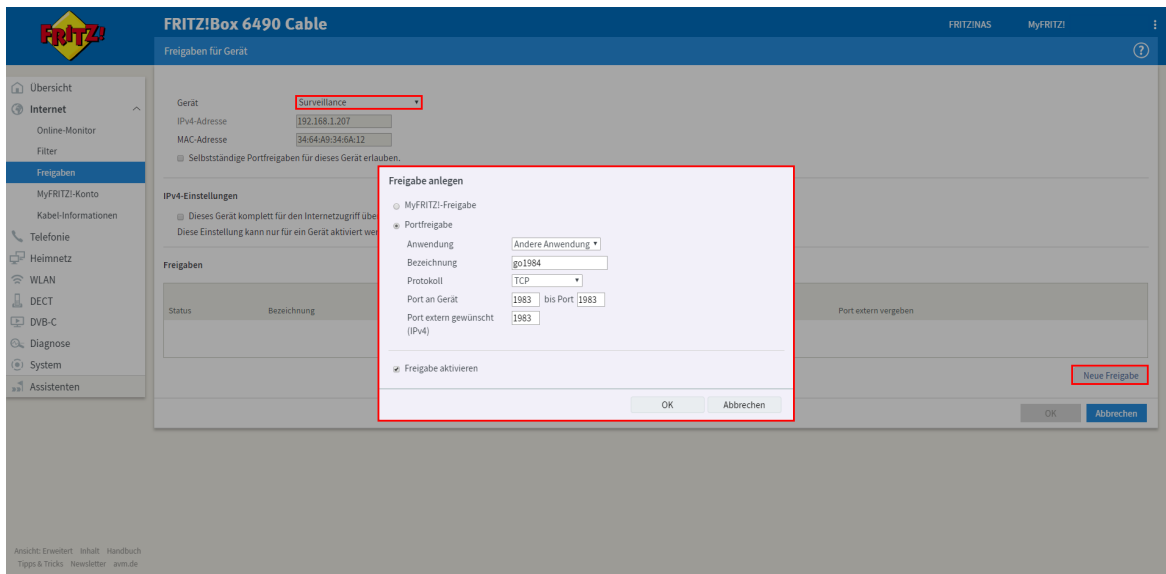 FRITZ!
FRITZ!Box 6490 Cable
FRITZ!NAS
MyFRITZ!
Freigaben für Gerät
?
Übersicht
Internet
Online-Monitor
Filter
Freigaben
MyFRITZ!-Konto
Kabel-Informationen
Telefonie
Heimnetz
WLAN
DECT
DVB-C
Diagnose
System
Assistenten
Ansicht: Erweitert Inhalt Handbuch
Tipps & Tricks Newsletter avm.de
Gerät Surveillance
IPv4-Adresse 192.168.1.207
MAC-Adresse 34:64:A9:34:6A:12
Selbstständige Portfreigaben für dieses Gerät erlauben.
IPv4-Einstellungen
Dieses Gerät komplett für den Internetzugriff übe
Diese Einstellung kann nur für ein Gerät aktiviert wer
Freigaben
Status Bezeichnung Port extern vergeben
Neue Freigabe
OK Abbrechen
Freigabe anlegen
MyFRITZ!-Freigabe
Portfreigabe
Anwendung Andere Anwendung
Bezeichnung go1984
Protokoll TCP
Port an Gerät 1983 bis Port 1983
Port extern gewünscht 1983
(IPv4)
Freigabe aktivieren
OK Abbrechen